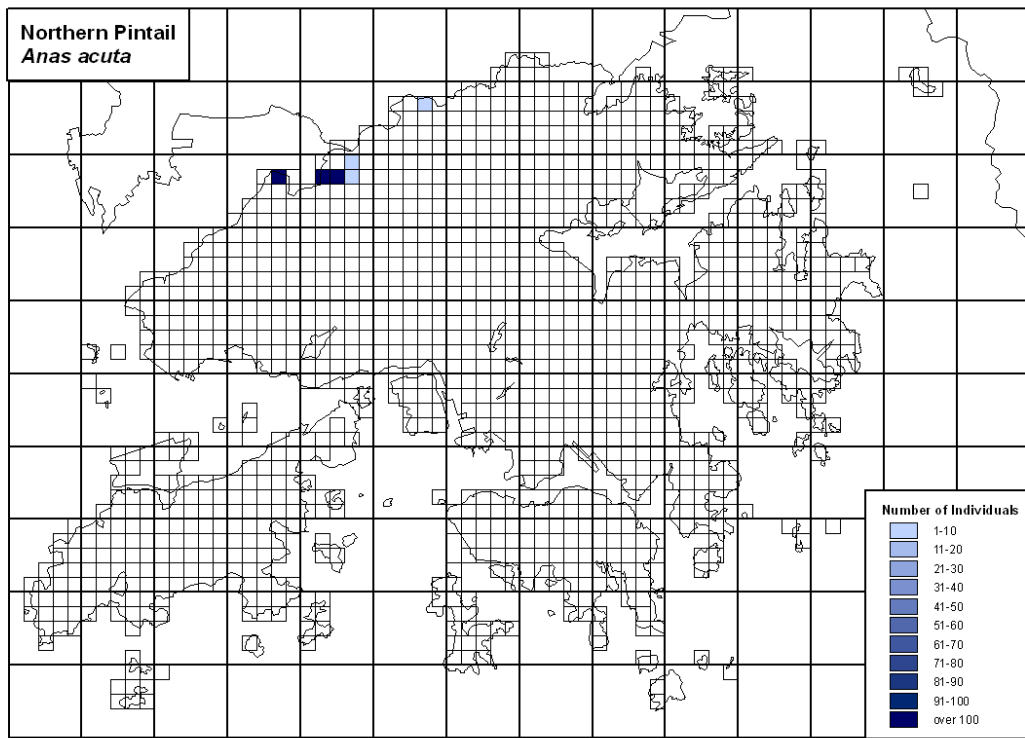 Northern Pintail
Anas acuta
Number of Individuals
1-10
11-20
21-30
31-40
41-50
51-60
61-70
71-80
81-90
91-100
over 100